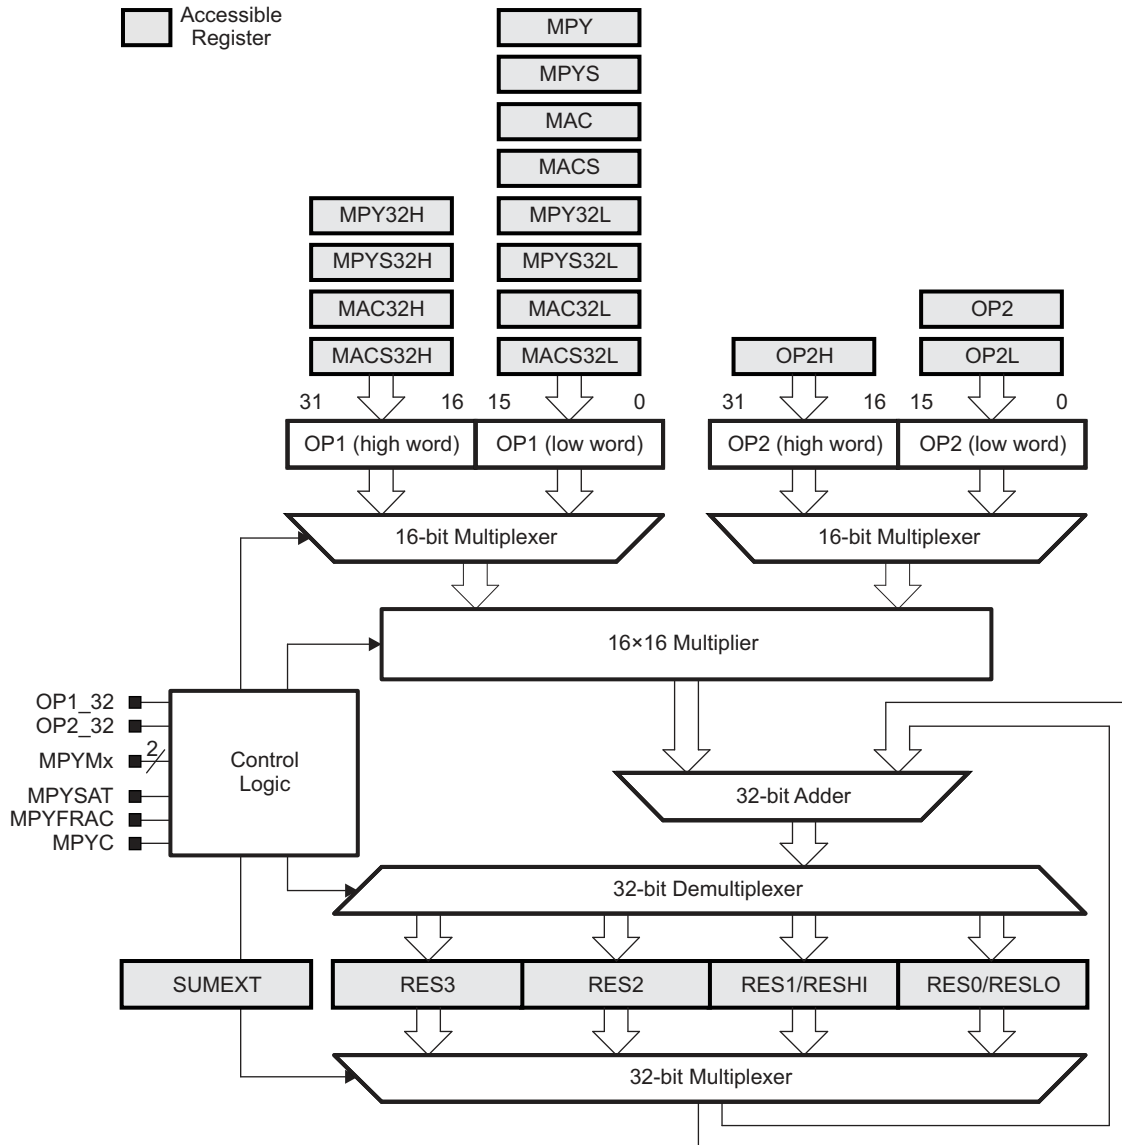 Accessible
Register
MPY
MPYS
MAC
MACS
MPY32H
MPY32L
MPYS32H
MPYS32L
MAC32H
MAC32L
OP2
MACS32H
MACS32L
OP2H
OP2L
31 16 15 0 31 16 15 0
OP1 (high word) OP1 (low word) OP2 (high word) OP2 (low word)
16-bit Multiplexer 16-bit Multiplexer
16×16 Multiplier
OP1_32
OP2_32
MPYMx
2
MPYSAT
MPYFRAC
MPYC
Control
Logic
32-bit Adder
32-bit Demultiplexer
SUMEXT RES3 RES2 RES1/RESHI RES0/RESLO
32-bit Multiplexer